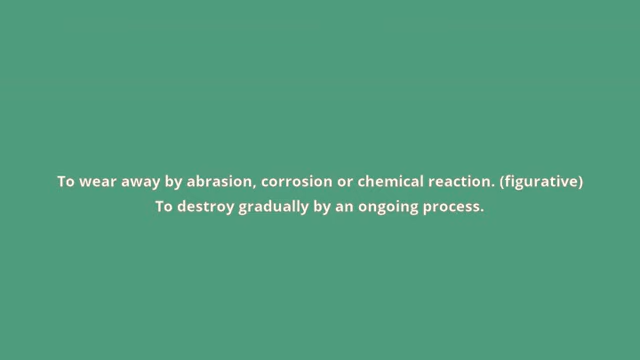 To wear away by abrasion, corrosion or chemical reaction. (figurative)
To destroy gradually by an ongoing process.